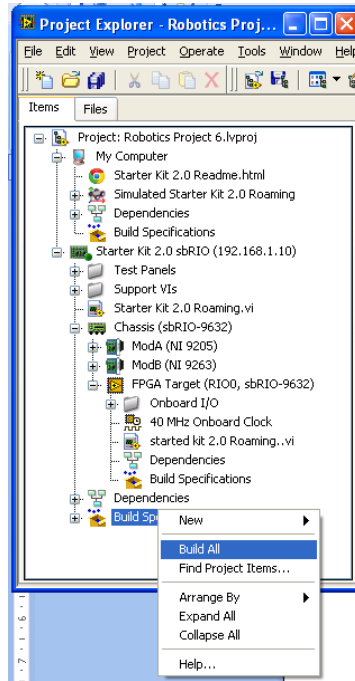 Project Explorer - Robotics Proj...
File Edit View Project Operate Tools Window Help
Items Files
Project: Robotics Project 6.lvproj
My Computer
Starter Kit 2.0 Readme.html
Simulated Starter Kit 2.0 Roaming
Dependencies
Build Specifications
Starter Kit 2.0 sbRIO (192.168.1.10)
Test Panels
Support VIs
Starter Kit 2.0 Roaming.vi
Chassis (sbRIO-9632)
ModA (NI 9205)
ModB (NI 9263)
FPGA Target (RIO0, sbRIO-9632)
Onboard I/O
40 MHz Onboard Clock
started kit 2.0 Roaming..vi
Dependencies
Build Specifications
Dependencies
Build Spe
New
Build All
Find Project Items...
Arrange By
Expand All
Collapse All
Help...
6
7